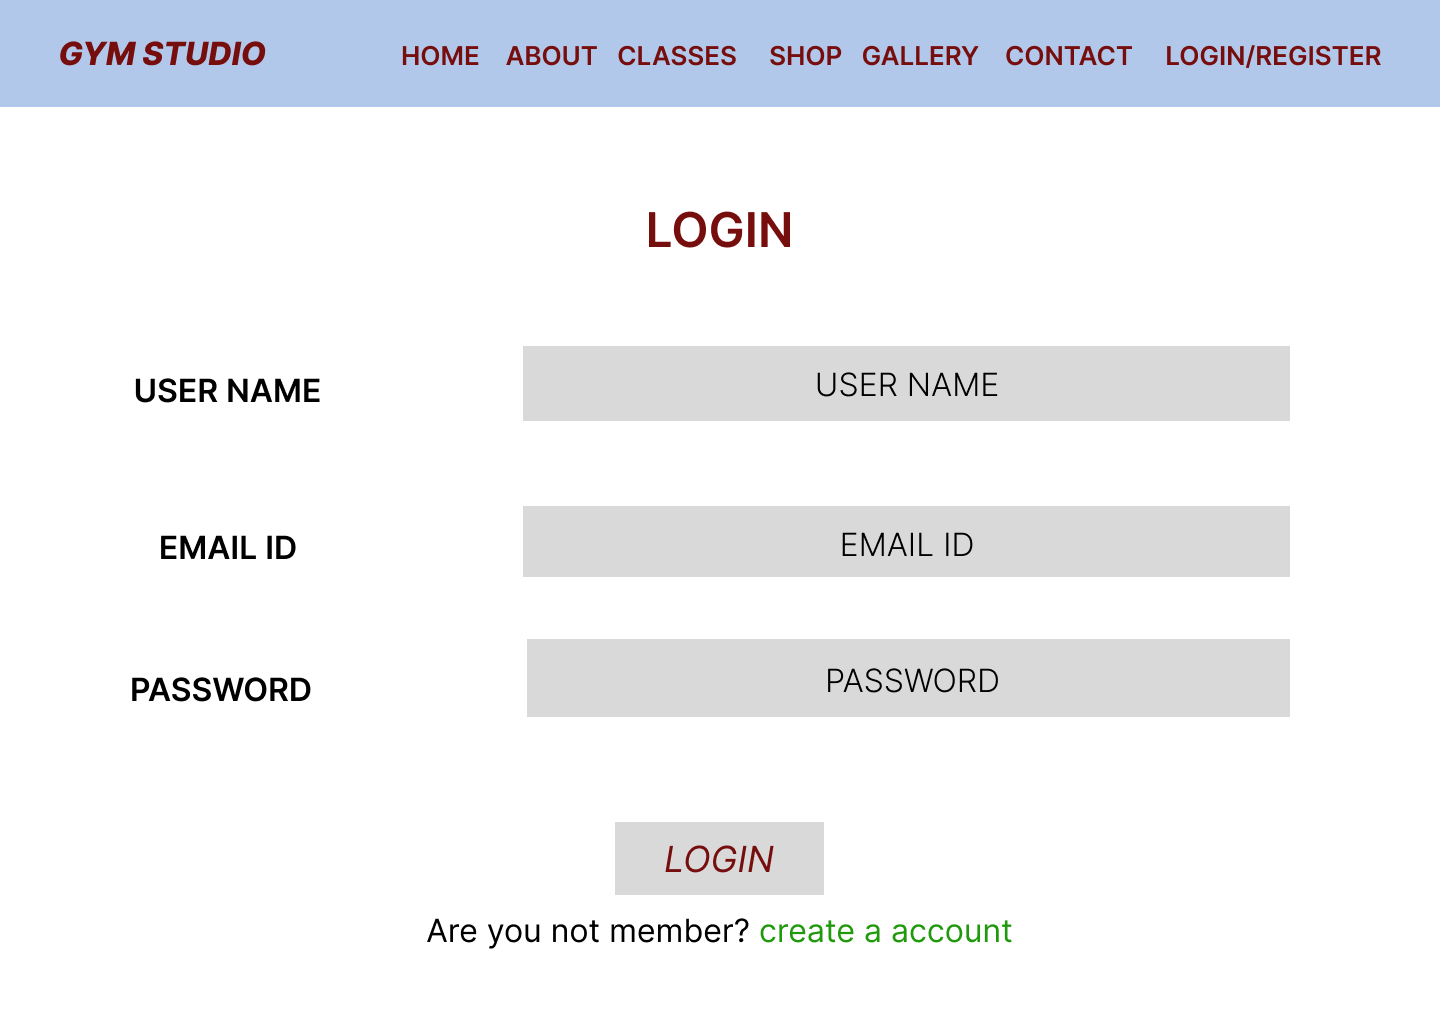 GYM STUDIO HOME ABOUT CLASSES SHOP GALLERY CONTACT LOGIN/REGISTER
LOGIN
USER NAME USER NAME
EMAIL ID EMAIL ID
PASSWORD PASSWORD
LOGIN
Are you not member? create a account